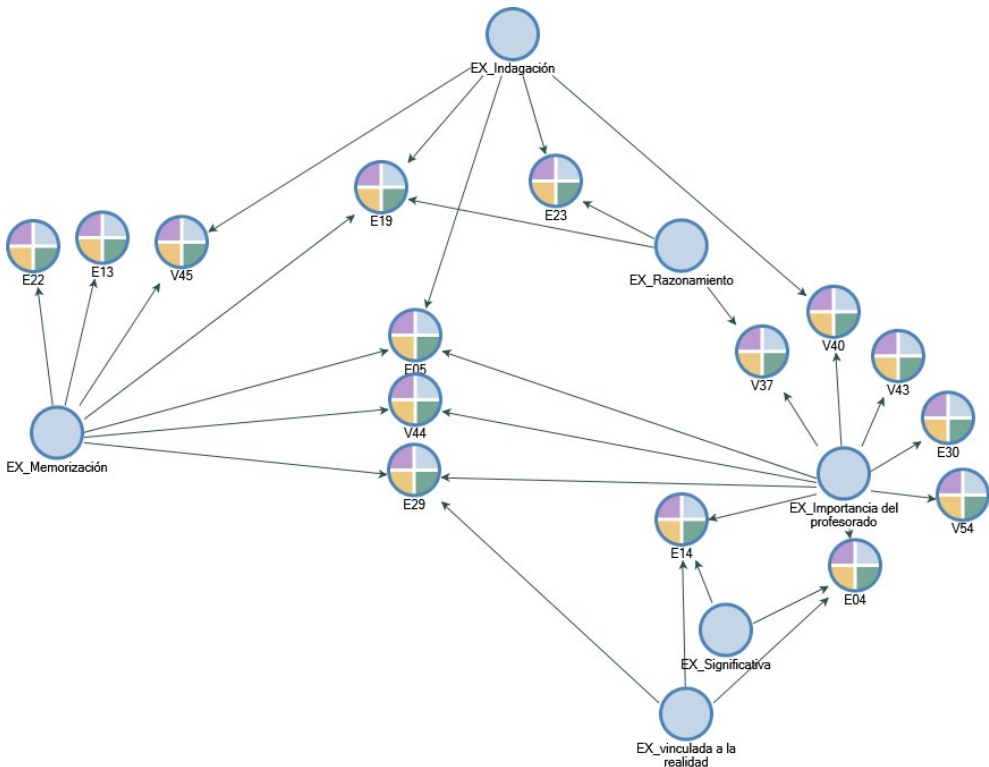 EX_Indagación
E19
E23
E22
E13
V45
EX_Razonamiento
V40
E05
V37
V43
V44
E30
EX_Memorización
E29
EX_Importancia del
profesorado
V54
E14
E04
EX_Significativa
EX_vinculada a la
realidad